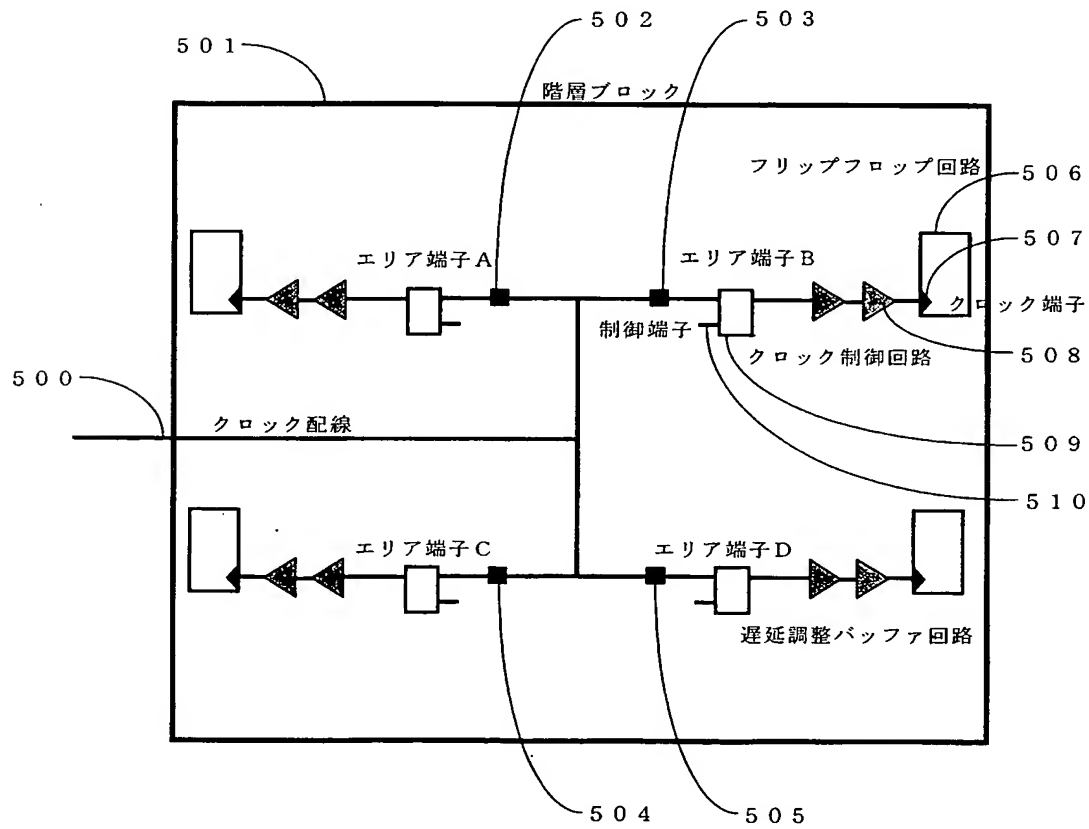 502
503
501
階層ブロック
フリップフロップ回路
506
507
エリア端子A
エリア端子B
クロック端子
制御端子
クロック制御回路
508
500
クロック配線
509
510
エリア端子C
エリア端子D
遅延調整バッファ回路
504
505